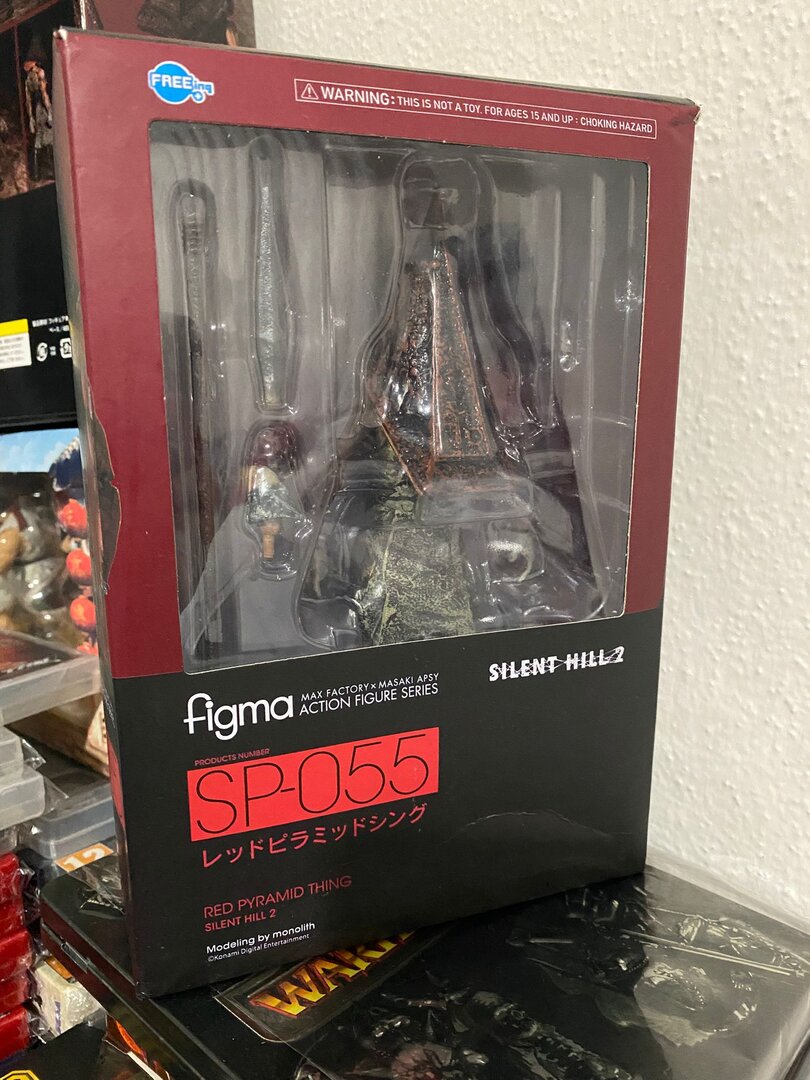 FREEing
⚠ WARNING: THIS IS NOT A TOY. FOR AGES 15 AND UP : CHOKING HAZARD
SILENT HILL 2
figma
MAX FACTORY × MASAKI APSY
ACTION FIGURE SERIES
PRODUCTS NUMBER
SP-055
レッドピラミッドシング
RED PYRAMID THING
SILENT HILL 2
Modeling by monolith
©Konami Digital Entertainment
12